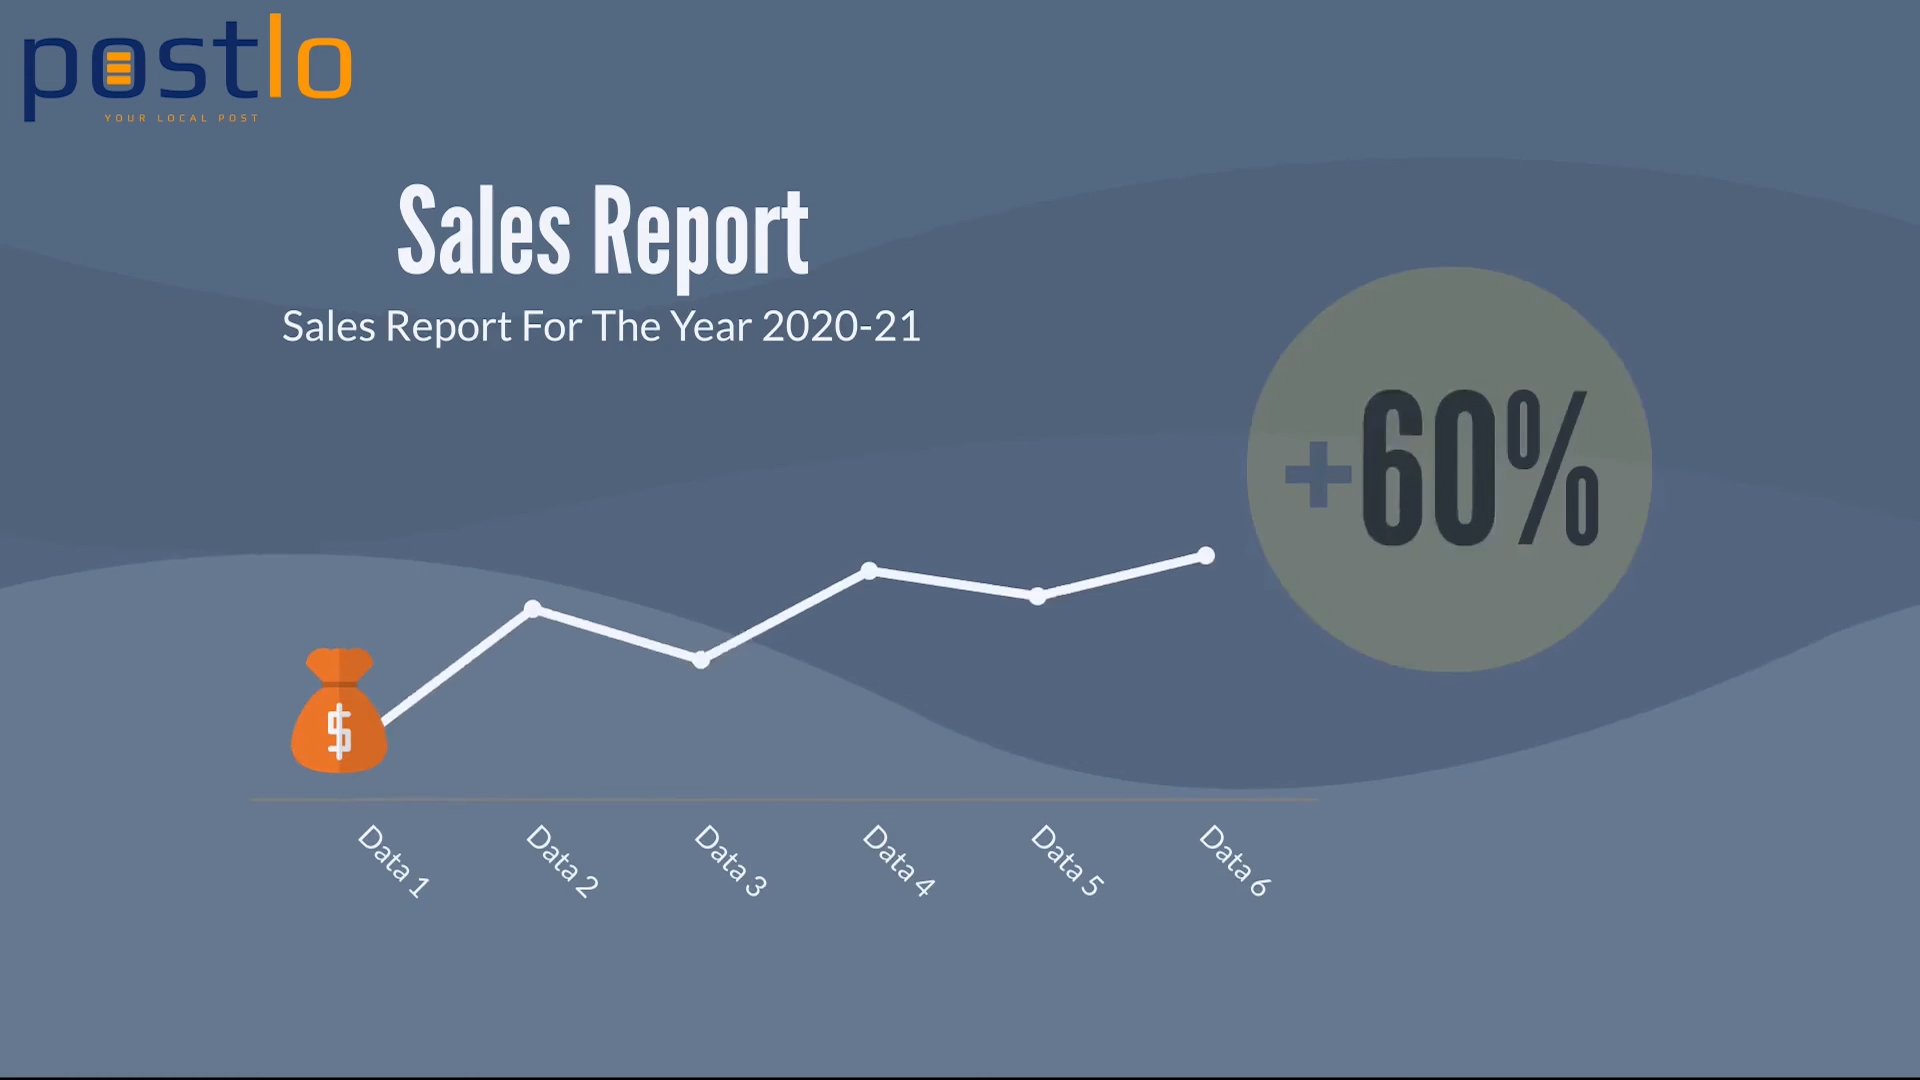 postlo
YOUR LOCAL POST
Sales Report
Sales Report For The Year 2020-21
+60%
$
Data 1
Data 2
Data 3
Data 4
Data 5
Data 6